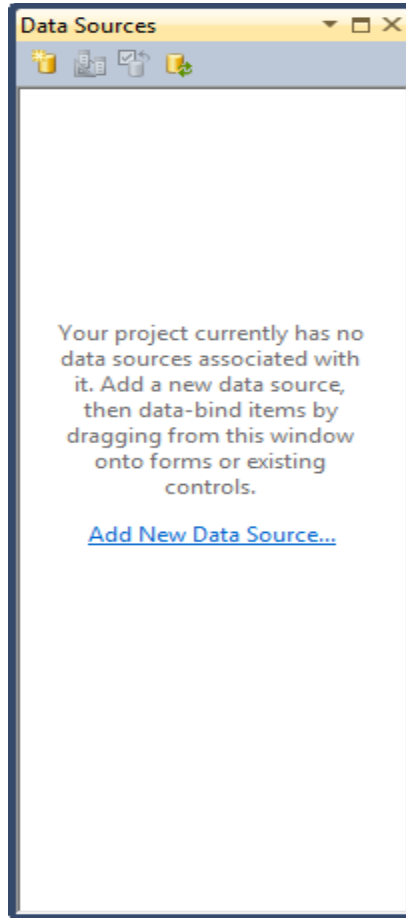 Data Sources
Your project currently has no
data sources associated with
it. Add a new data source,
then data-bind items by
dragging from this window
onto forms or existing
controls.
Add New Data Source...